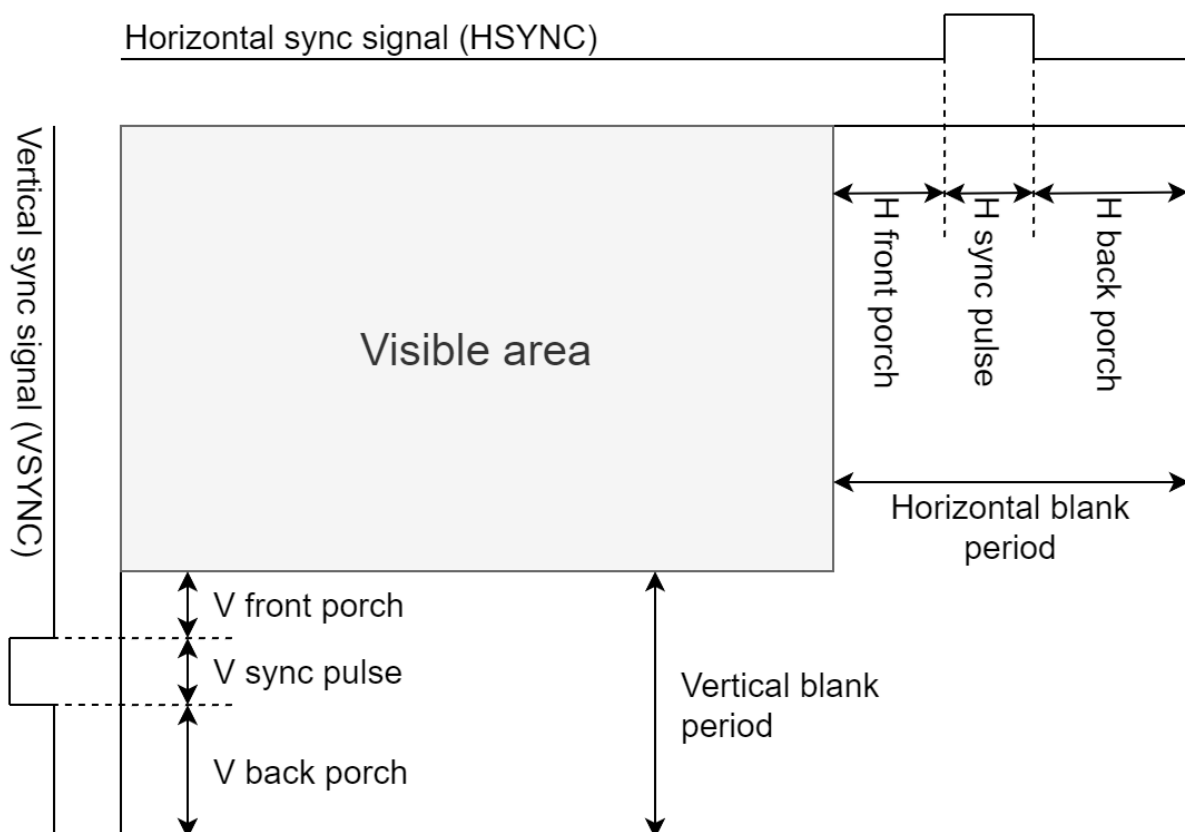 Horizontal sync signal (HSYNC)
Vertical sync signal (VSYNC)
Visible area
H front porch
H sync pulse
H back porch
Horizontal blank
period
V front porch
V sync pulse
V back porch
Vertical blank
period